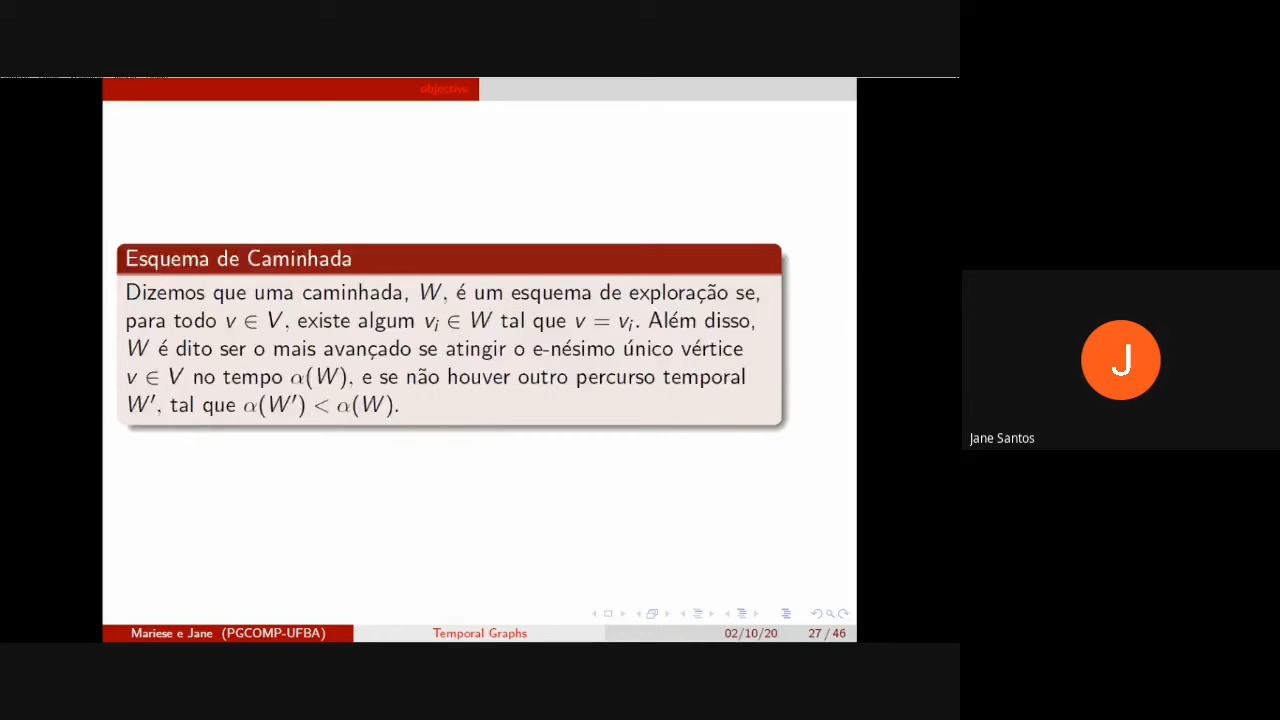 objective
Esquema de Caminhada
Dizemos que uma caminhada, W, é um esquema de exploração se,
para todo v ∈ V, existe algum vᵢ ∈ W tal que v = vᵢ. Além disso,
W é dito ser o mais avançado se atingir o e-nésimo único vértice
v ∈ V no tempo α(W), e se não houver outro percurso temporal
W′, tal que α(W′) < α(W).
Mariese e Jane (PGCOMP-UFBA)
Temporal Graphs
02/10/20
27 / 46
J
Jane Santos